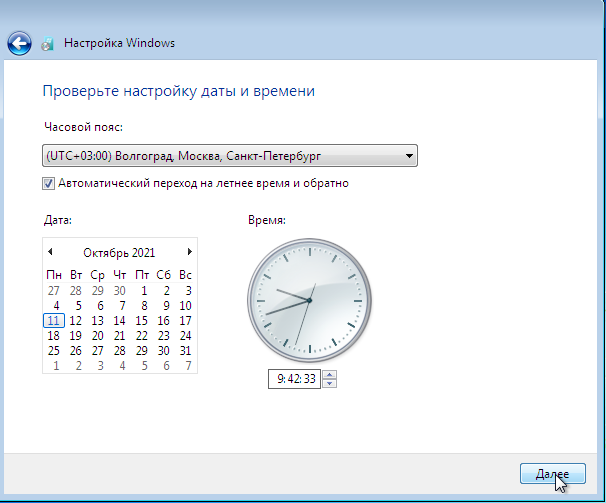 Настройка Windows
Проверьте настройку даты и времени
Часовой пояс:
(UTC+03:00) Волгоград, Москва, Санкт-Петербург
Автоматический переход на летнее время и обратно
Дата:
Время:
Октябрь 2021
Пн Вт Ср Чт Пт Сб Вс
27 28 29 30 1 2 3
4 5 6 7 8 9 10
11 12 13 14 15 16 17
18 19 20 21 22 23 24
25 26 27 28 29 30 31
1 2 3 4 5 6 7
9:42:33
Далее